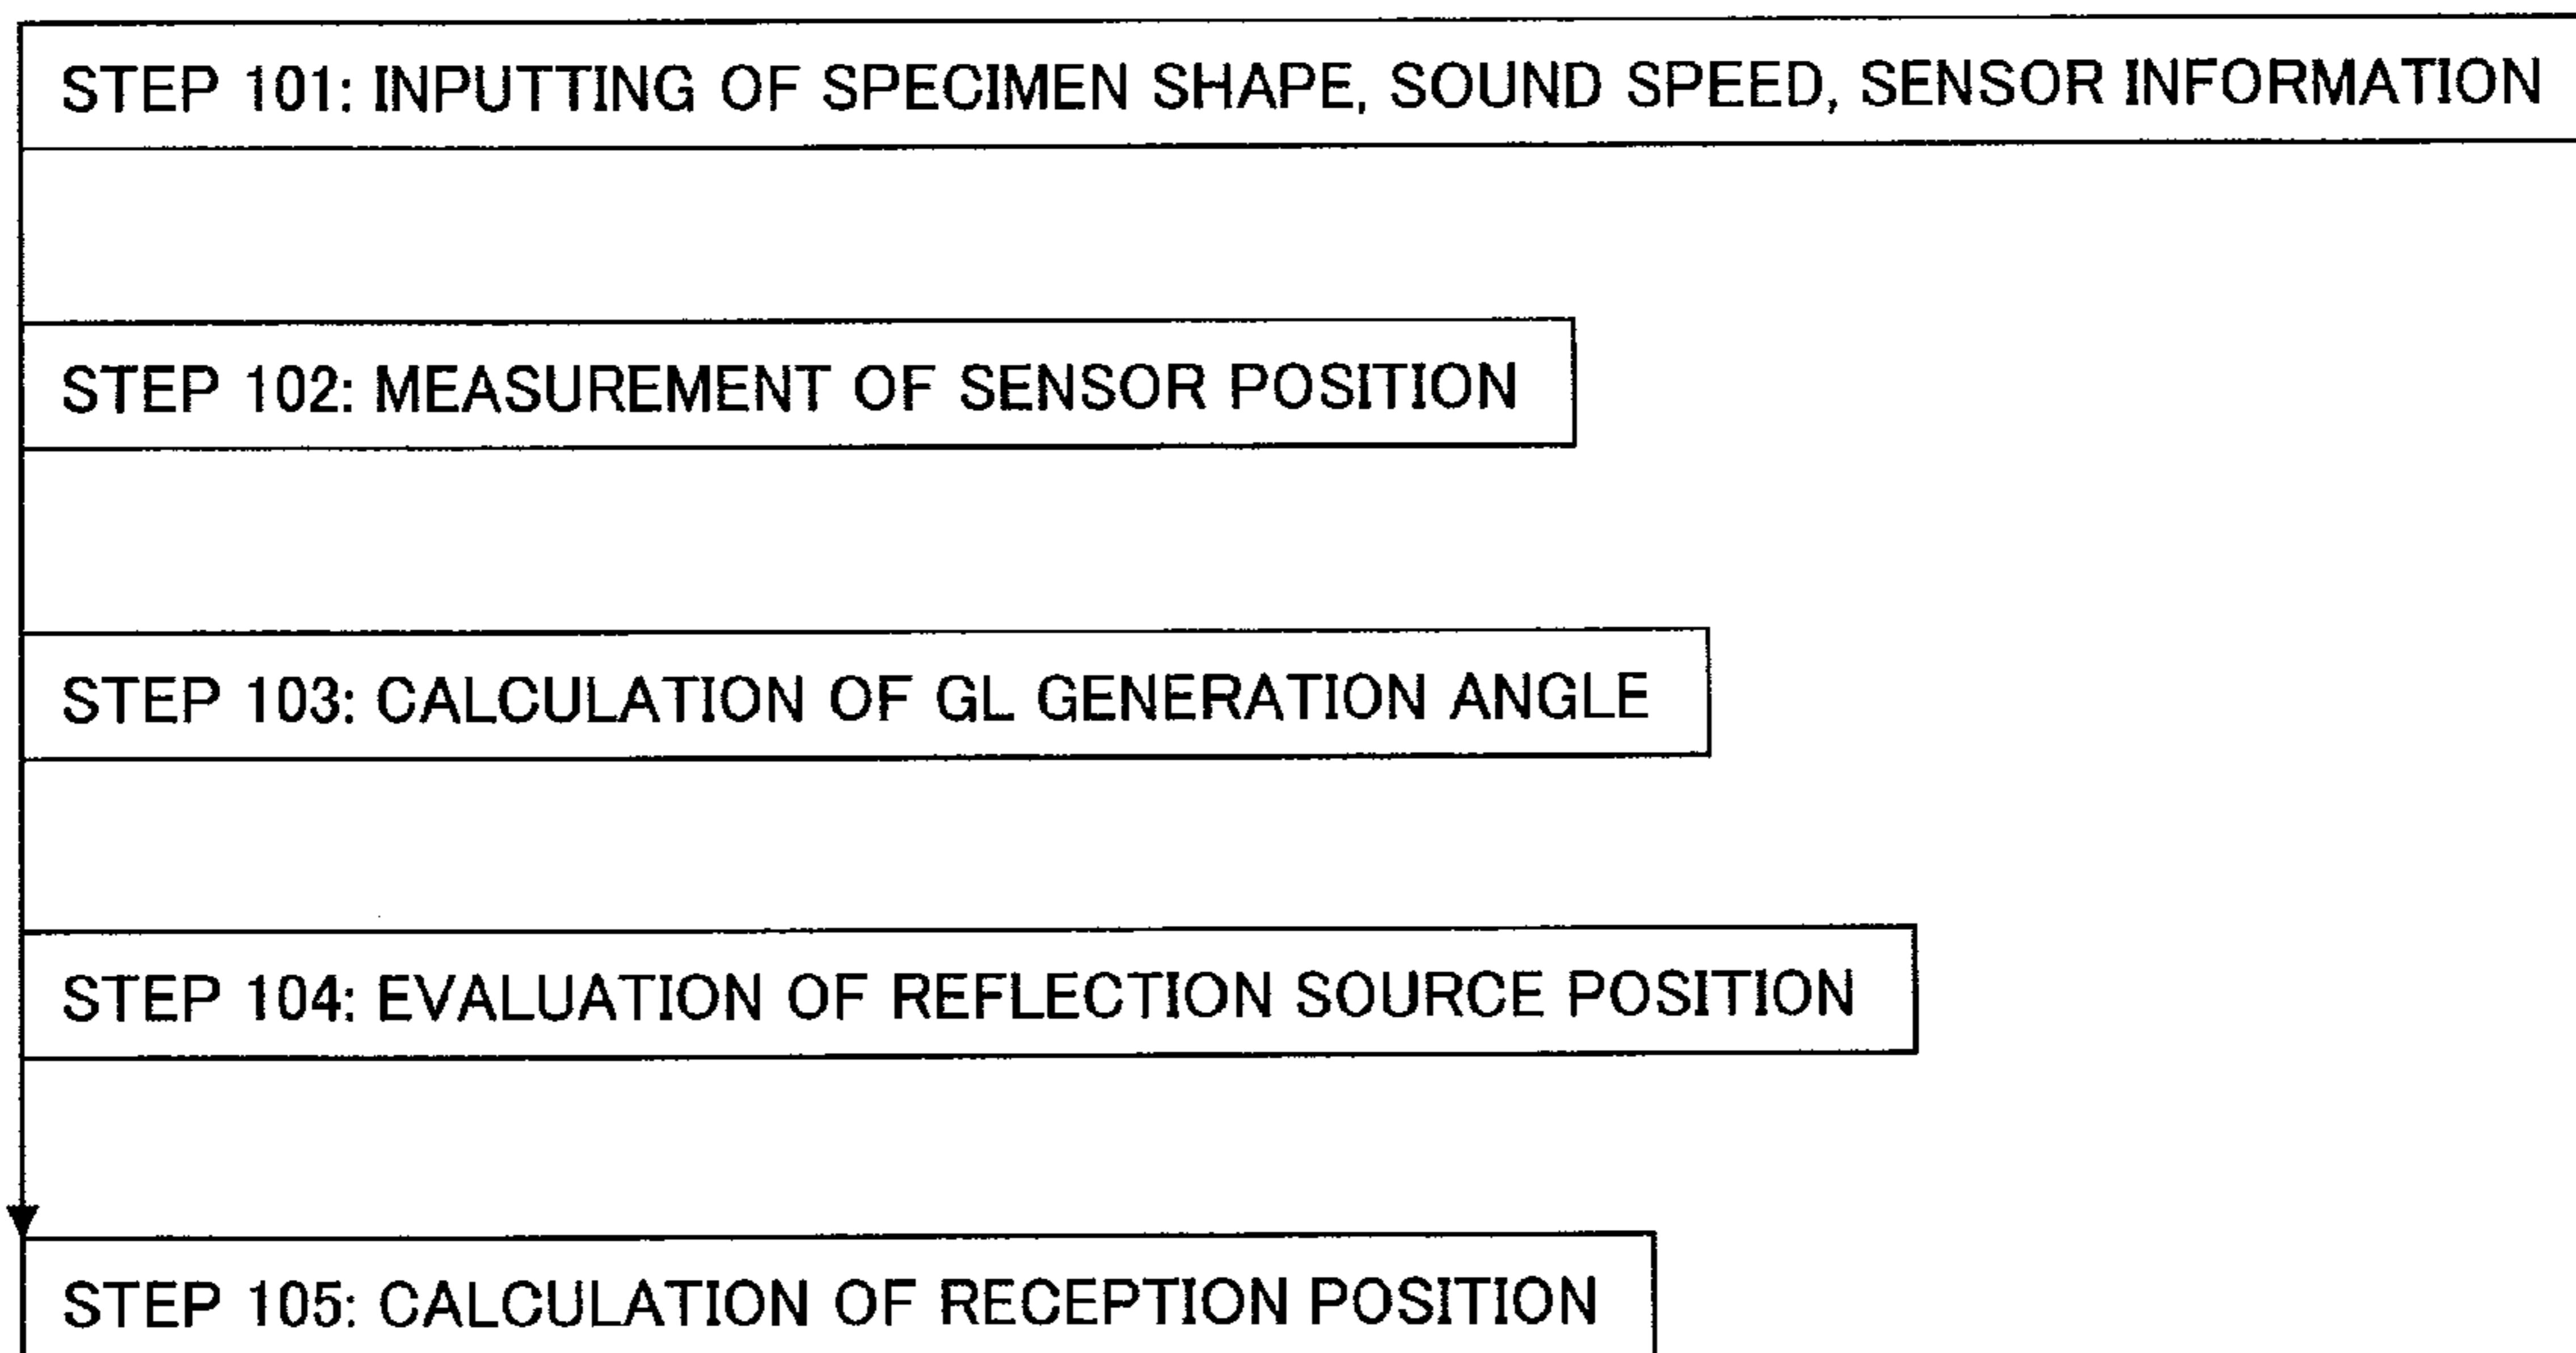 STEP 101: INPUTTING OF SPECIMEN SHAPE, SOUND SPEED, SENSOR INFORMATION
STEP 102: MEASUREMENT OF SENSOR POSITION
STEP 103: CALCULATION OF GL GENERATION ANGLE
STEP 104: EVALUATION OF REFLECTION SOURCE POSITION
STEP 105: CALCULATION OF RECEPTION POSITION